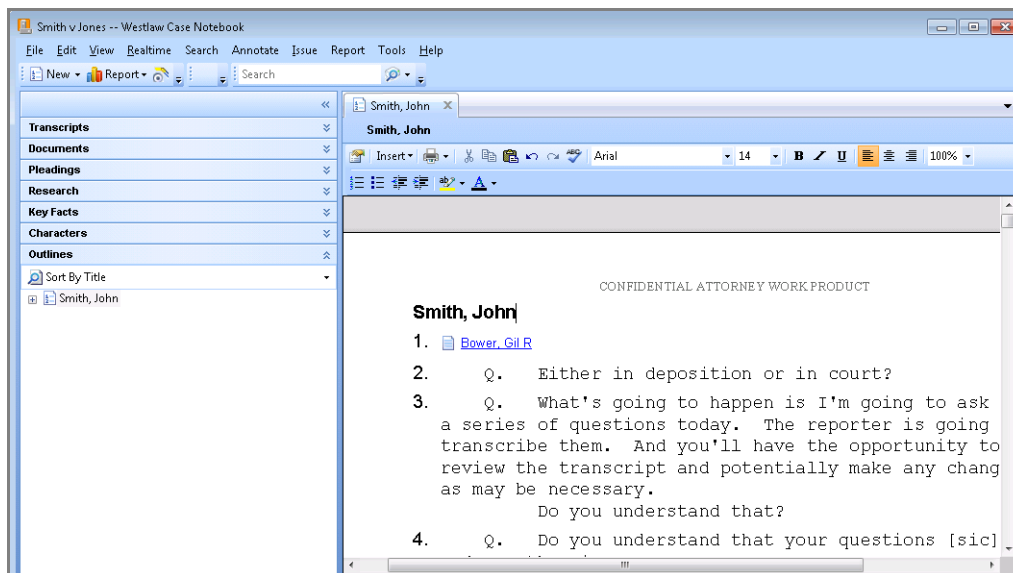 Smith v Jones -- Westlaw Case Notebook
File Edit View Realtime Search Annotate Issue Report Tools Help
New Report Search
Smith, John
Transcripts
Documents
Pleadings
Research
Key Facts
Characters
Outlines
Sort By Title
Smith, John
Smith, John
Insert ABC Arial 14 B I U 100%
ab A
CONFIDENTIAL ATTORNEY WORK PRODUCT
Smith, John
1. Bower, Gil R
2. Q. Either in deposition or in court?
3. Q. What's going to happen is I'm going to ask
a series of questions today. The reporter is going
transcribe them. And you'll have the opportunity to
review the transcript and potentially make any chang
as may be necessary.
Do you understand that?
4. Q. Do you understand that your questions [sic]